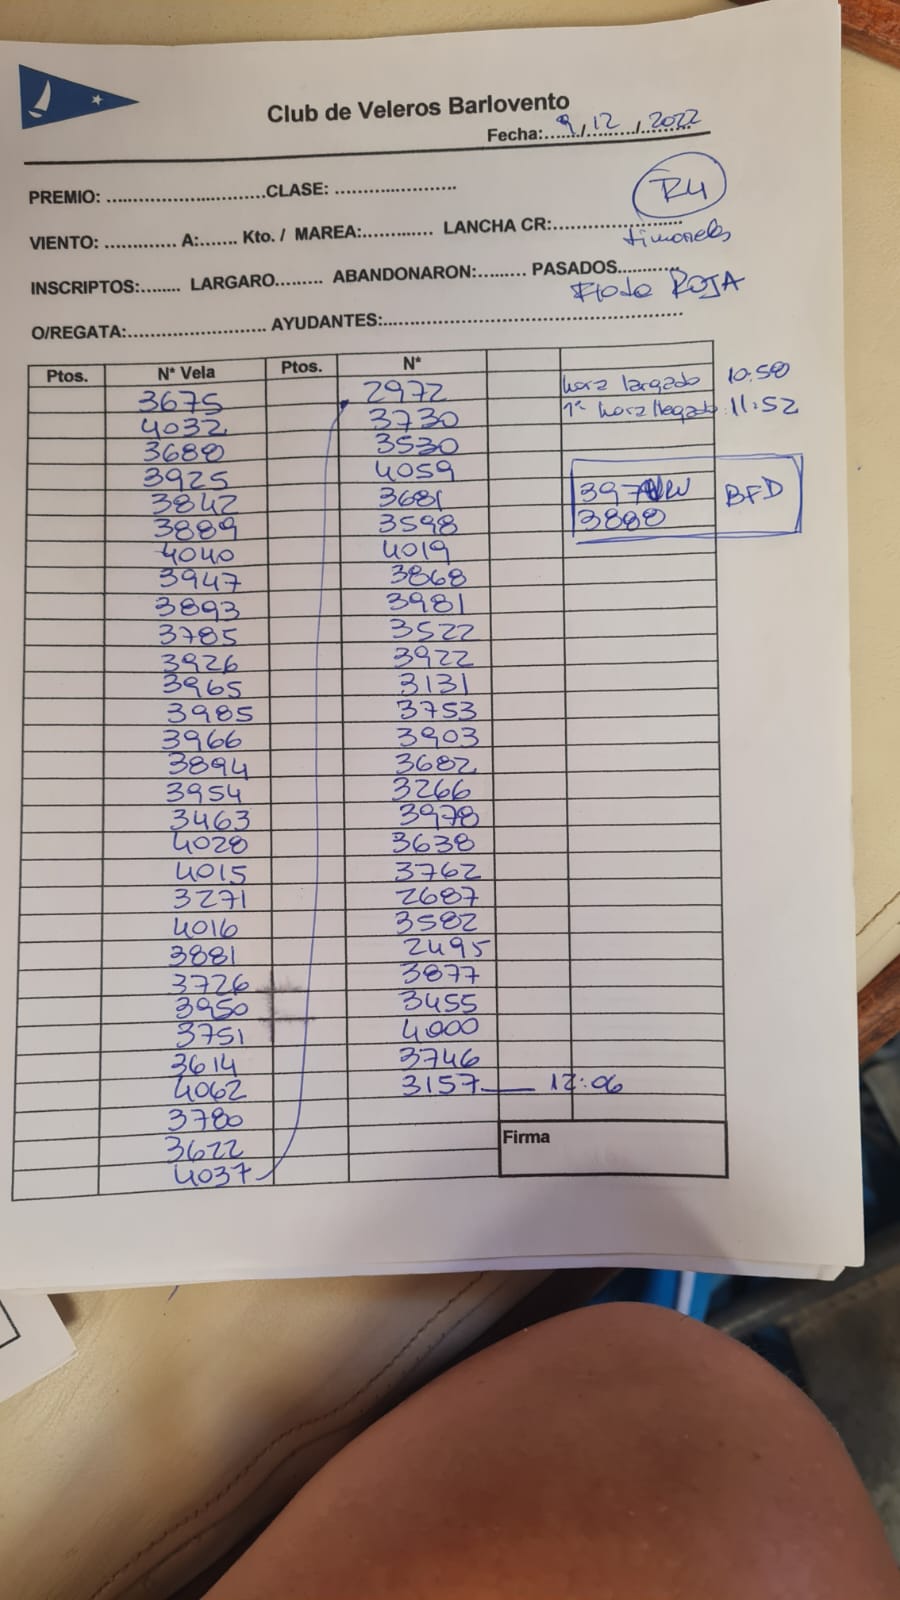 Club de Veleros Barlovento
Fecha: 9/12/2022
PREMIO: ........................CLASE: ........................
R4
VIENTO: ............. A:....... Kto. / MAREA:............. LANCHA CR:........................
timoneles
INSCRIPTOS:........ LARGARO......... ABANDONARON:......... PASADOS............
Flota ROJA
O/REGATA:........................... AYUDANTES:............................................................
Ptos. N* Vela Ptos. N*
3675 2972 hora largada 10:58
4032 3730 1ª hora llegada 11:52
3688 3530
3925 4059
3842 3681 BFD
3889 3598 3888
4040 4019
3947 3868
3893 3981
3785 3522
3926 3922
3965 3131
3985 3753
3966 3903
3894 3682
3954 3266
3463 3978
4028 3638
4015 3762
3271 2687
4016 3582
3881 2495
3726 3877
3950 3455
3751 4000
3614 3746
4062 3157 12:06
3780
3622 Firma
4037